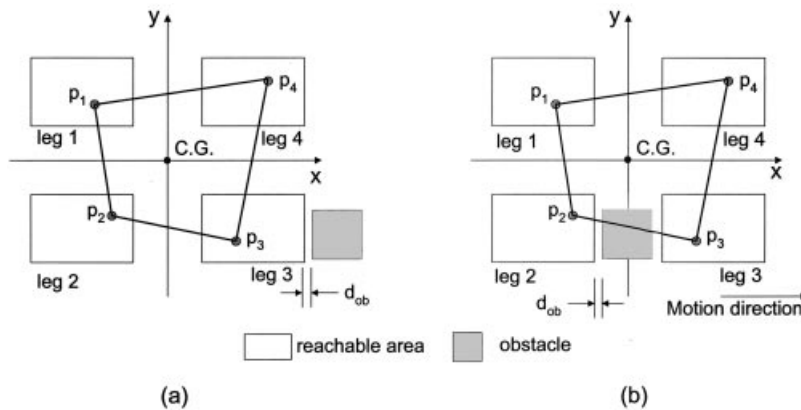 y
p1
p4
leg 1
leg 4
C.G.
x
p2
p3
leg 2
leg 3
dob
y
p1
p4
leg 1
leg 4
C.G.
x
p2
p3
leg 2
leg 3
dob
Motion direction
reachable area
obstacle
(a)
(b)